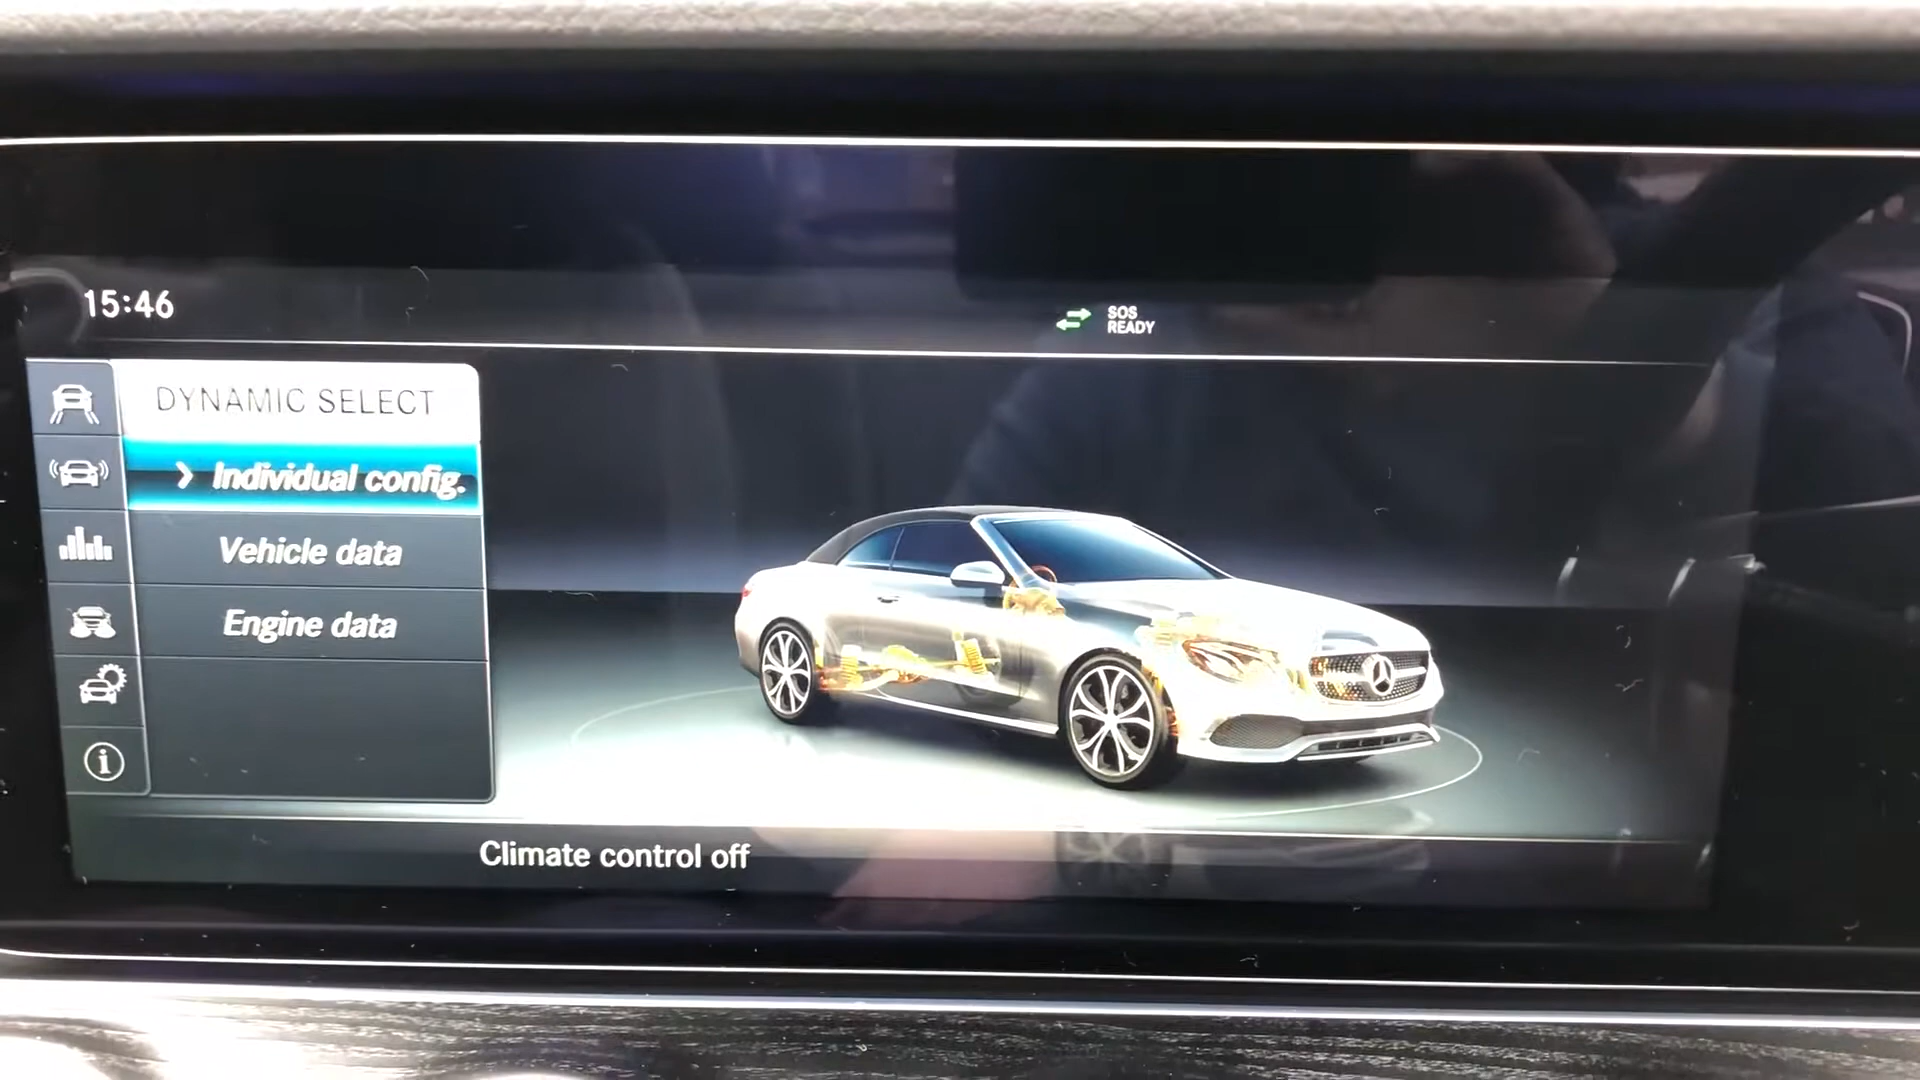 15:46
SOS
READY
DYNAMIC SELECT
Individual config.
Vehicle data
Engine data
Climate control off